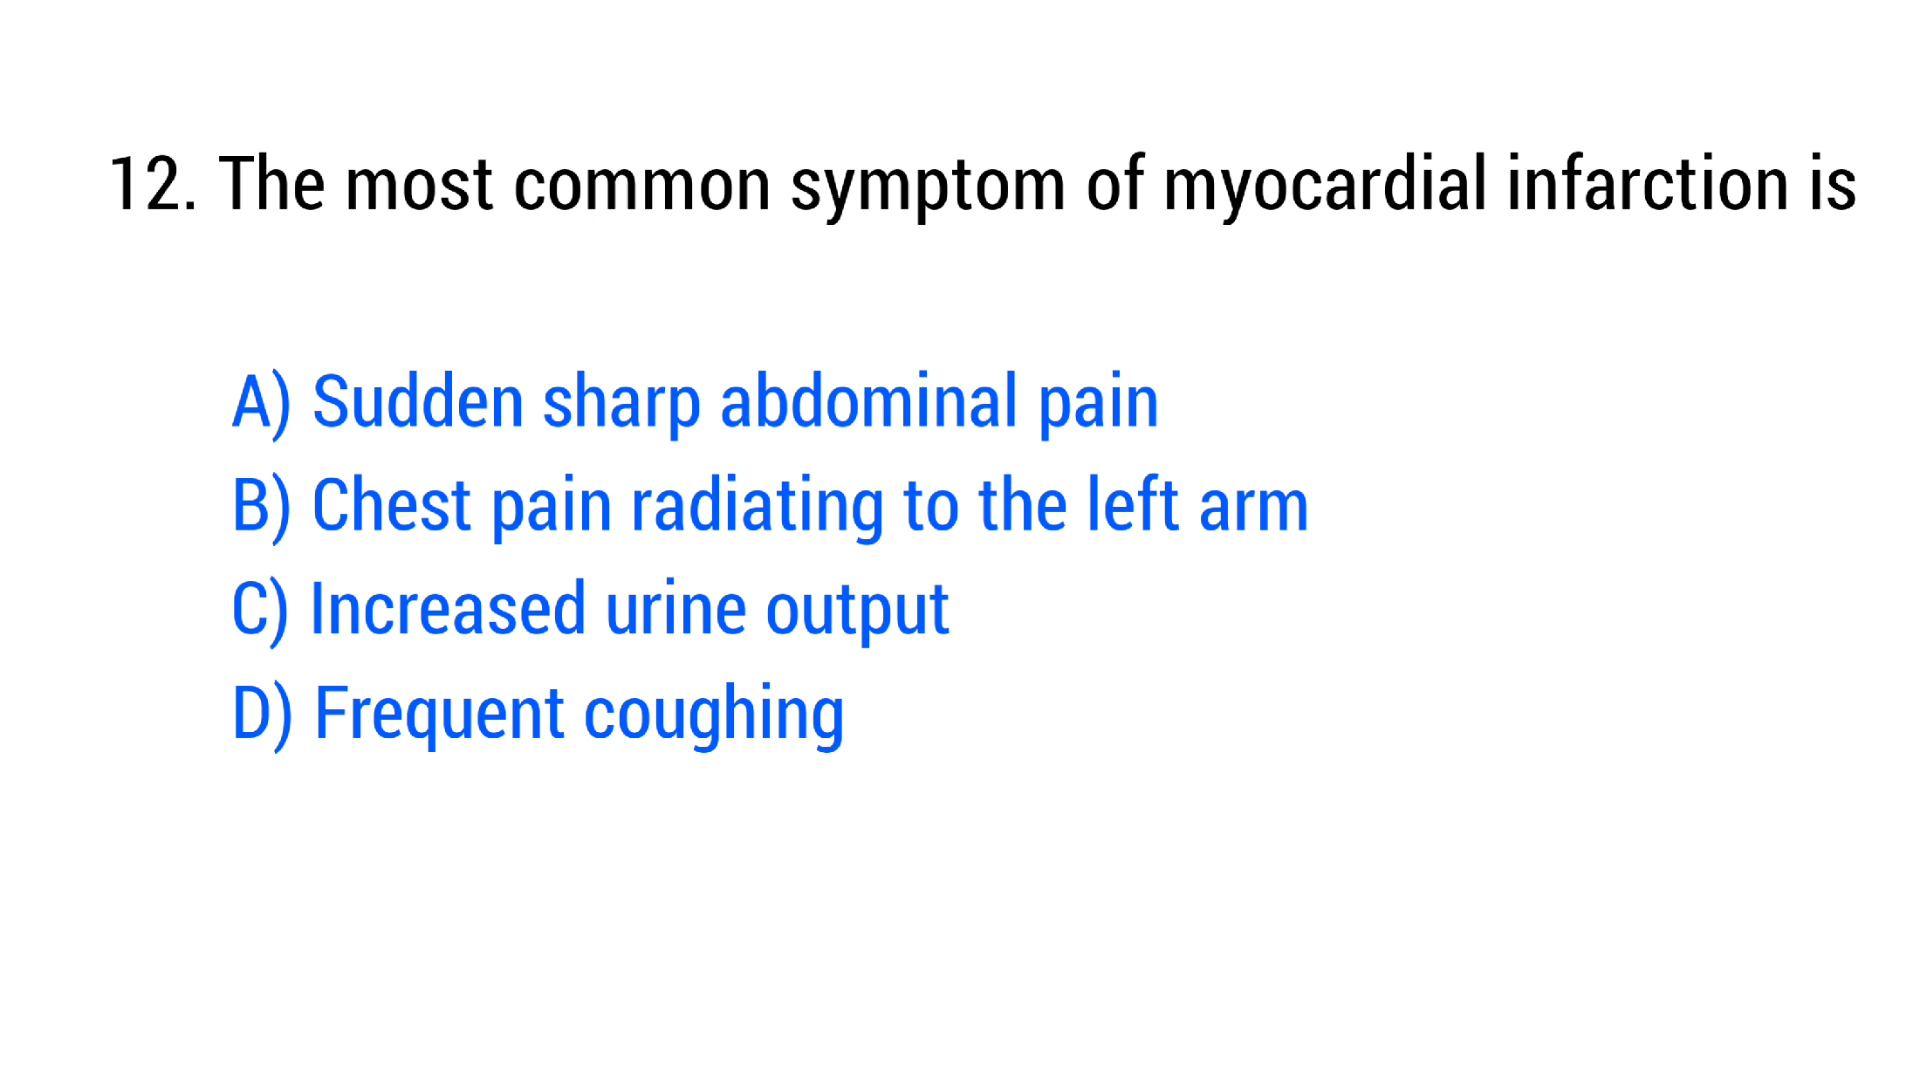 12. The most common symptom of myocardial infarction is
A) Sudden sharp abdominal pain
B) Chest pain radiating to the left arm
C) Increased urine output
D) Frequent coughing